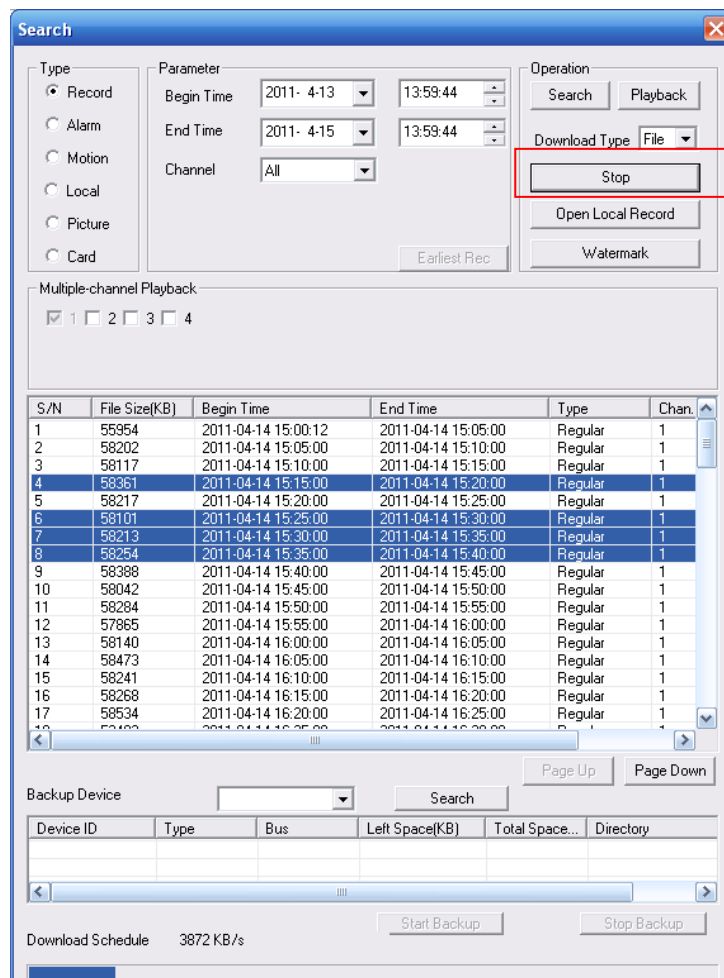 Search
Type Parameter Operation
Record Begin Time 2011- 4-13 13:59:44 Search Playback
Alarm End Time 2011- 4-15 13:59:44 Download Type File
Motion Channel All Stop
Local Open Local Record
Picture Watermark
Card Earliest Rec
Multiple-channel Playback
1 2 3 4
S/N File Size(KB) Begin Time End Time Type Chan.
1 55954 2011-04-14 15:00:12 2011-04-14 15:05:00 Regular 1
2 58202 2011-04-14 15:05:00 2011-04-14 15:10:00 Regular 1
3 58117 2011-04-14 15:10:00 2011-04-14 15:15:00 Regular 1
4 58361 2011-04-14 15:15:00 2011-04-14 15:20:00 Regular 1
5 58217 2011-04-14 15:20:00 2011-04-14 15:25:00 Regular 1
6 58101 2011-04-14 15:25:00 2011-04-14 15:30:00 Regular 1
7 58213 2011-04-14 15:30:00 2011-04-14 15:35:00 Regular 1
8 58254 2011-04-14 15:35:00 2011-04-14 15:40:00 Regular 1
9 58388 2011-04-14 15:40:00 2011-04-14 15:45:00 Regular 1
10 58042 2011-04-14 15:45:00 2011-04-14 15:50:00 Regular 1
11 58284 2011-04-14 15:50:00 2011-04-14 15:55:00 Regular 1
12 57865 2011-04-14 15:55:00 2011-04-14 16:00:00 Regular 1
13 58140 2011-04-14 16:00:00 2011-04-14 16:05:00 Regular 1
14 58473 2011-04-14 16:05:00 2011-04-14 16:10:00 Regular 1
15 58241 2011-04-14 16:10:00 2011-04-14 16:15:00 Regular 1
16 58268 2011-04-14 16:15:00 2011-04-14 16:20:00 Regular 1
17 58534 2011-04-14 16:20:00 2011-04-14 16:25:00 Regular 1
Page Up Page Down
Backup Device Search
Device ID Type Bus Left Space(KB) Total Space... Directory
Start Backup Stop Backup
Download Schedule 3872 KB/s